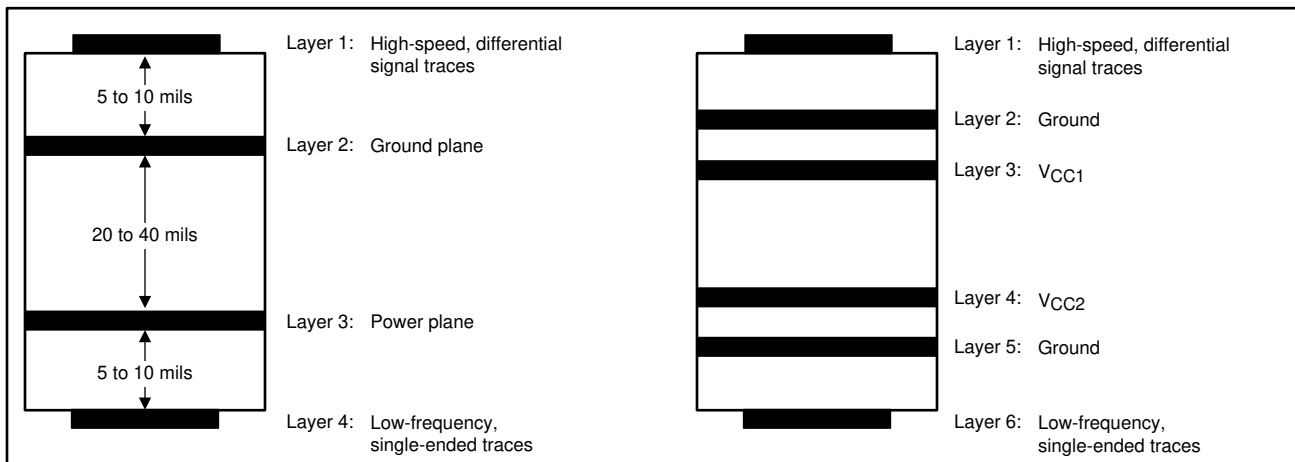 Layer 1: High-speed, differential
signal traces
5 to 10 mils
Layer 2: Ground plane
20 to 40 mils
Layer 3: Power plane
5 to 10 mils
Layer 4: Low-frequency,
single-ended traces
Layer 1: High-speed, differential
signal traces
Layer 2: Ground
Layer 3: VCC1
Layer 4: VCC2
Layer 5: Ground
Layer 6: Low-frequency,
single-ended traces